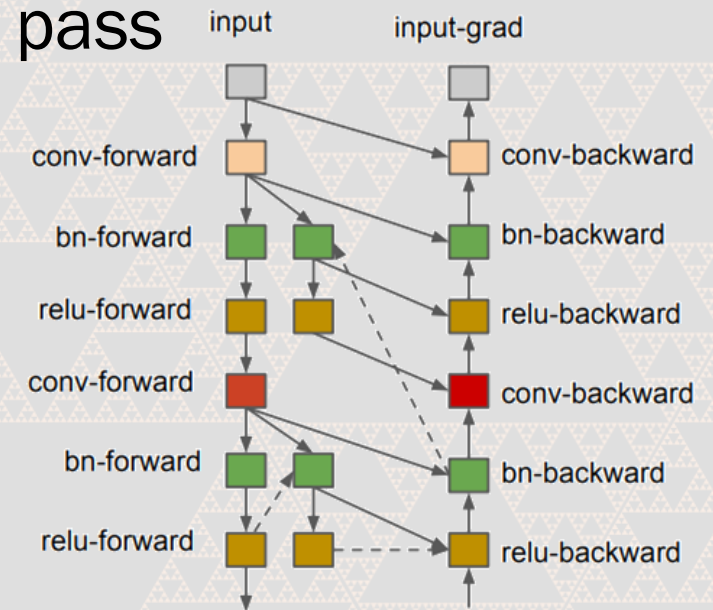 pass
input
input-grad
conv-forward
conv-backward
bn-forward
bn-backward
relu-forward
relu-backward
conv-forward
conv-backward
bn-forward
bn-backward
relu-forward
relu-backward